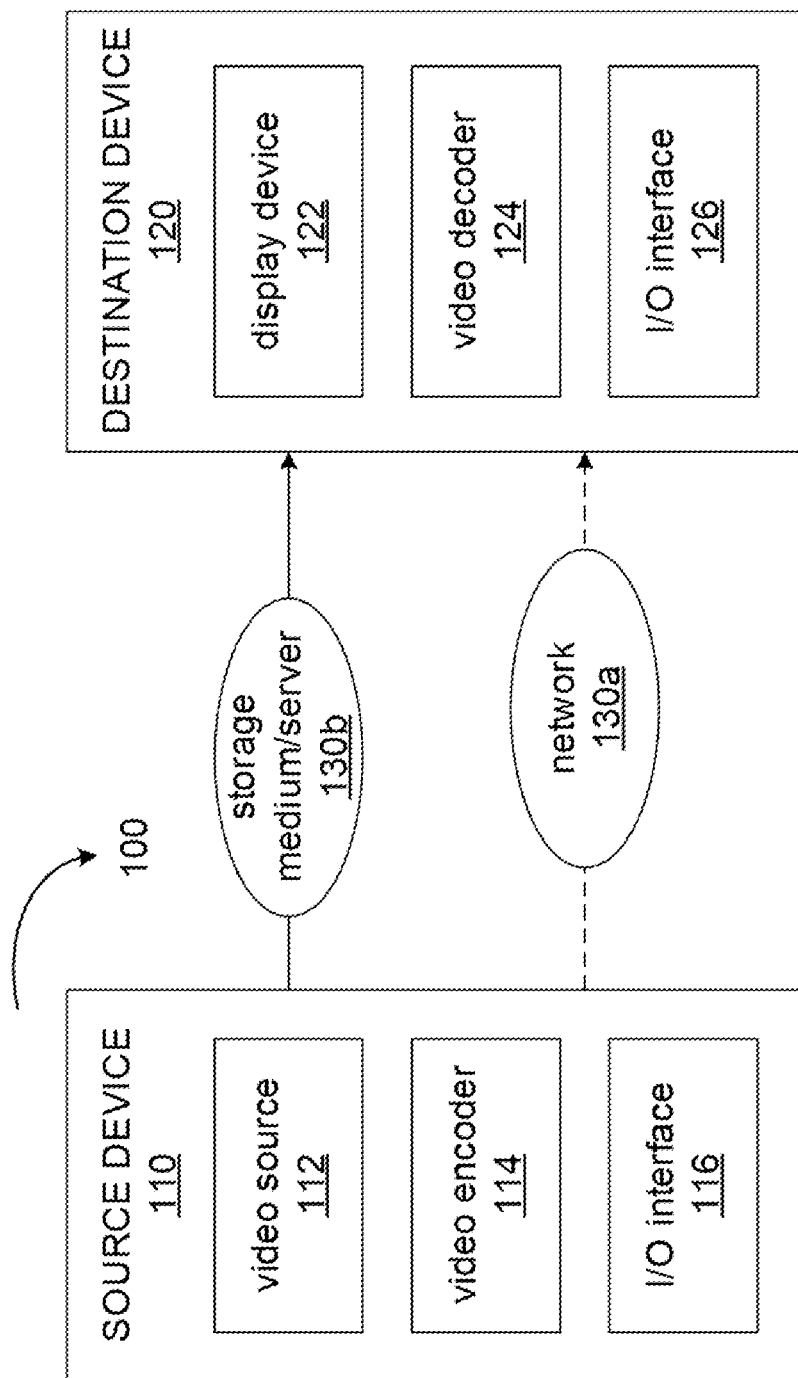 100
SOURCE DEVICE
110
video source
112
video encoder
114
I/O interface
116
storage
medium/server
130b
network
130a
DESTINATION DEVICE
120
display device
122
video decoder
124
I/O interface
126